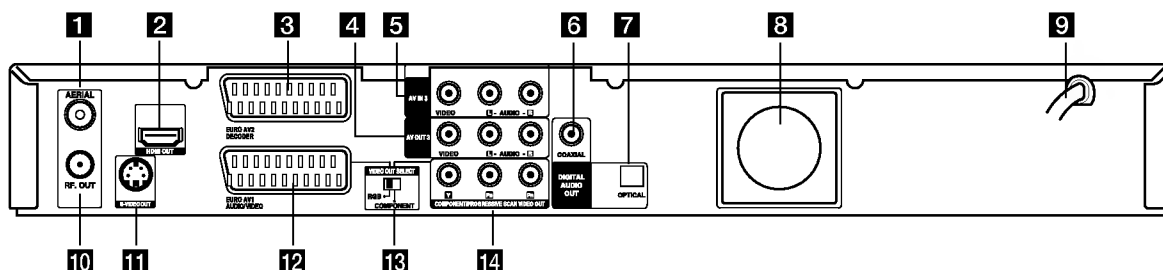 1 2 3 4 5 6 7 8 9
AERIAL
RF. OUT
HDMI OUT
S-VIDEO OUT
EURO AV2
DECODER
EURO AV1
AUDIO/VIDEO
VIDEO OUT SELECT
RGB
COMPONENT
AV IN 3
VIDEO L - AUDIO - R
AV OUT 3
VIDEO L - AUDIO - R
Y
COMPONENT/PROGRESSIVE SCAN VIDEO OUT
COAXIAL
DIGITAL
AUDIO
OUT
OPTICAL
10 11 12 13 14